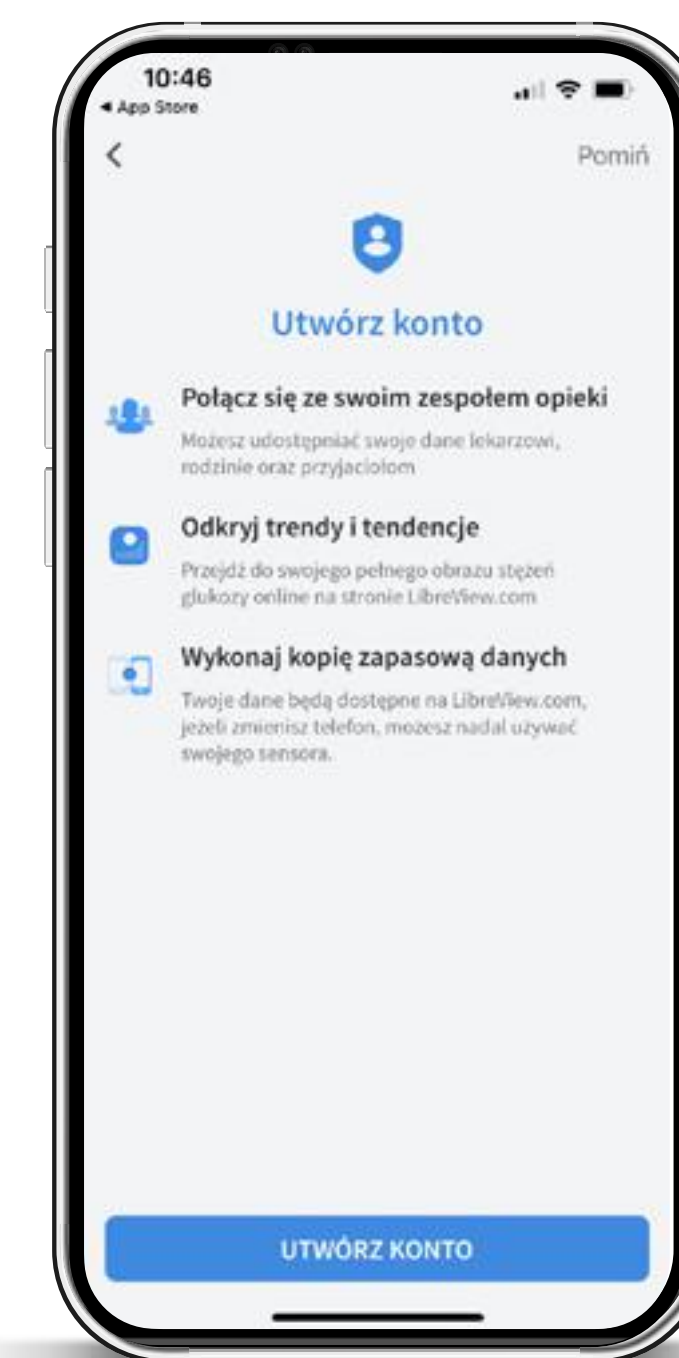 10:46
◀ App Store
Pomiń
Utwórz konto
Połącz się ze swoim zespołem opieki
Możesz udostępniać swoje dane lekarzowi,
rodzinie oraz przyjaciołom
Odkryj trendy i tendencje
Przejdź do swojego pełnego obrazu stężeń
glukozy online na stronie LibreView.com
Wykonaj kopię zapasową danych
Twoje dane będą dostępne na LibreView.com,
jeżeli zmienisz telefon, możesz nadal używać
swojego sensora.
UTWÓRZ KONTO